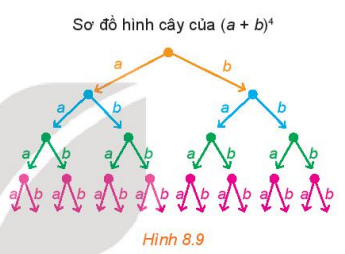 Sơ đồ hình cây của (a + b)⁴
a b
a b a b
a b a b a b a b
a b a b a b a b a b a b a b a b
Hình 8.9